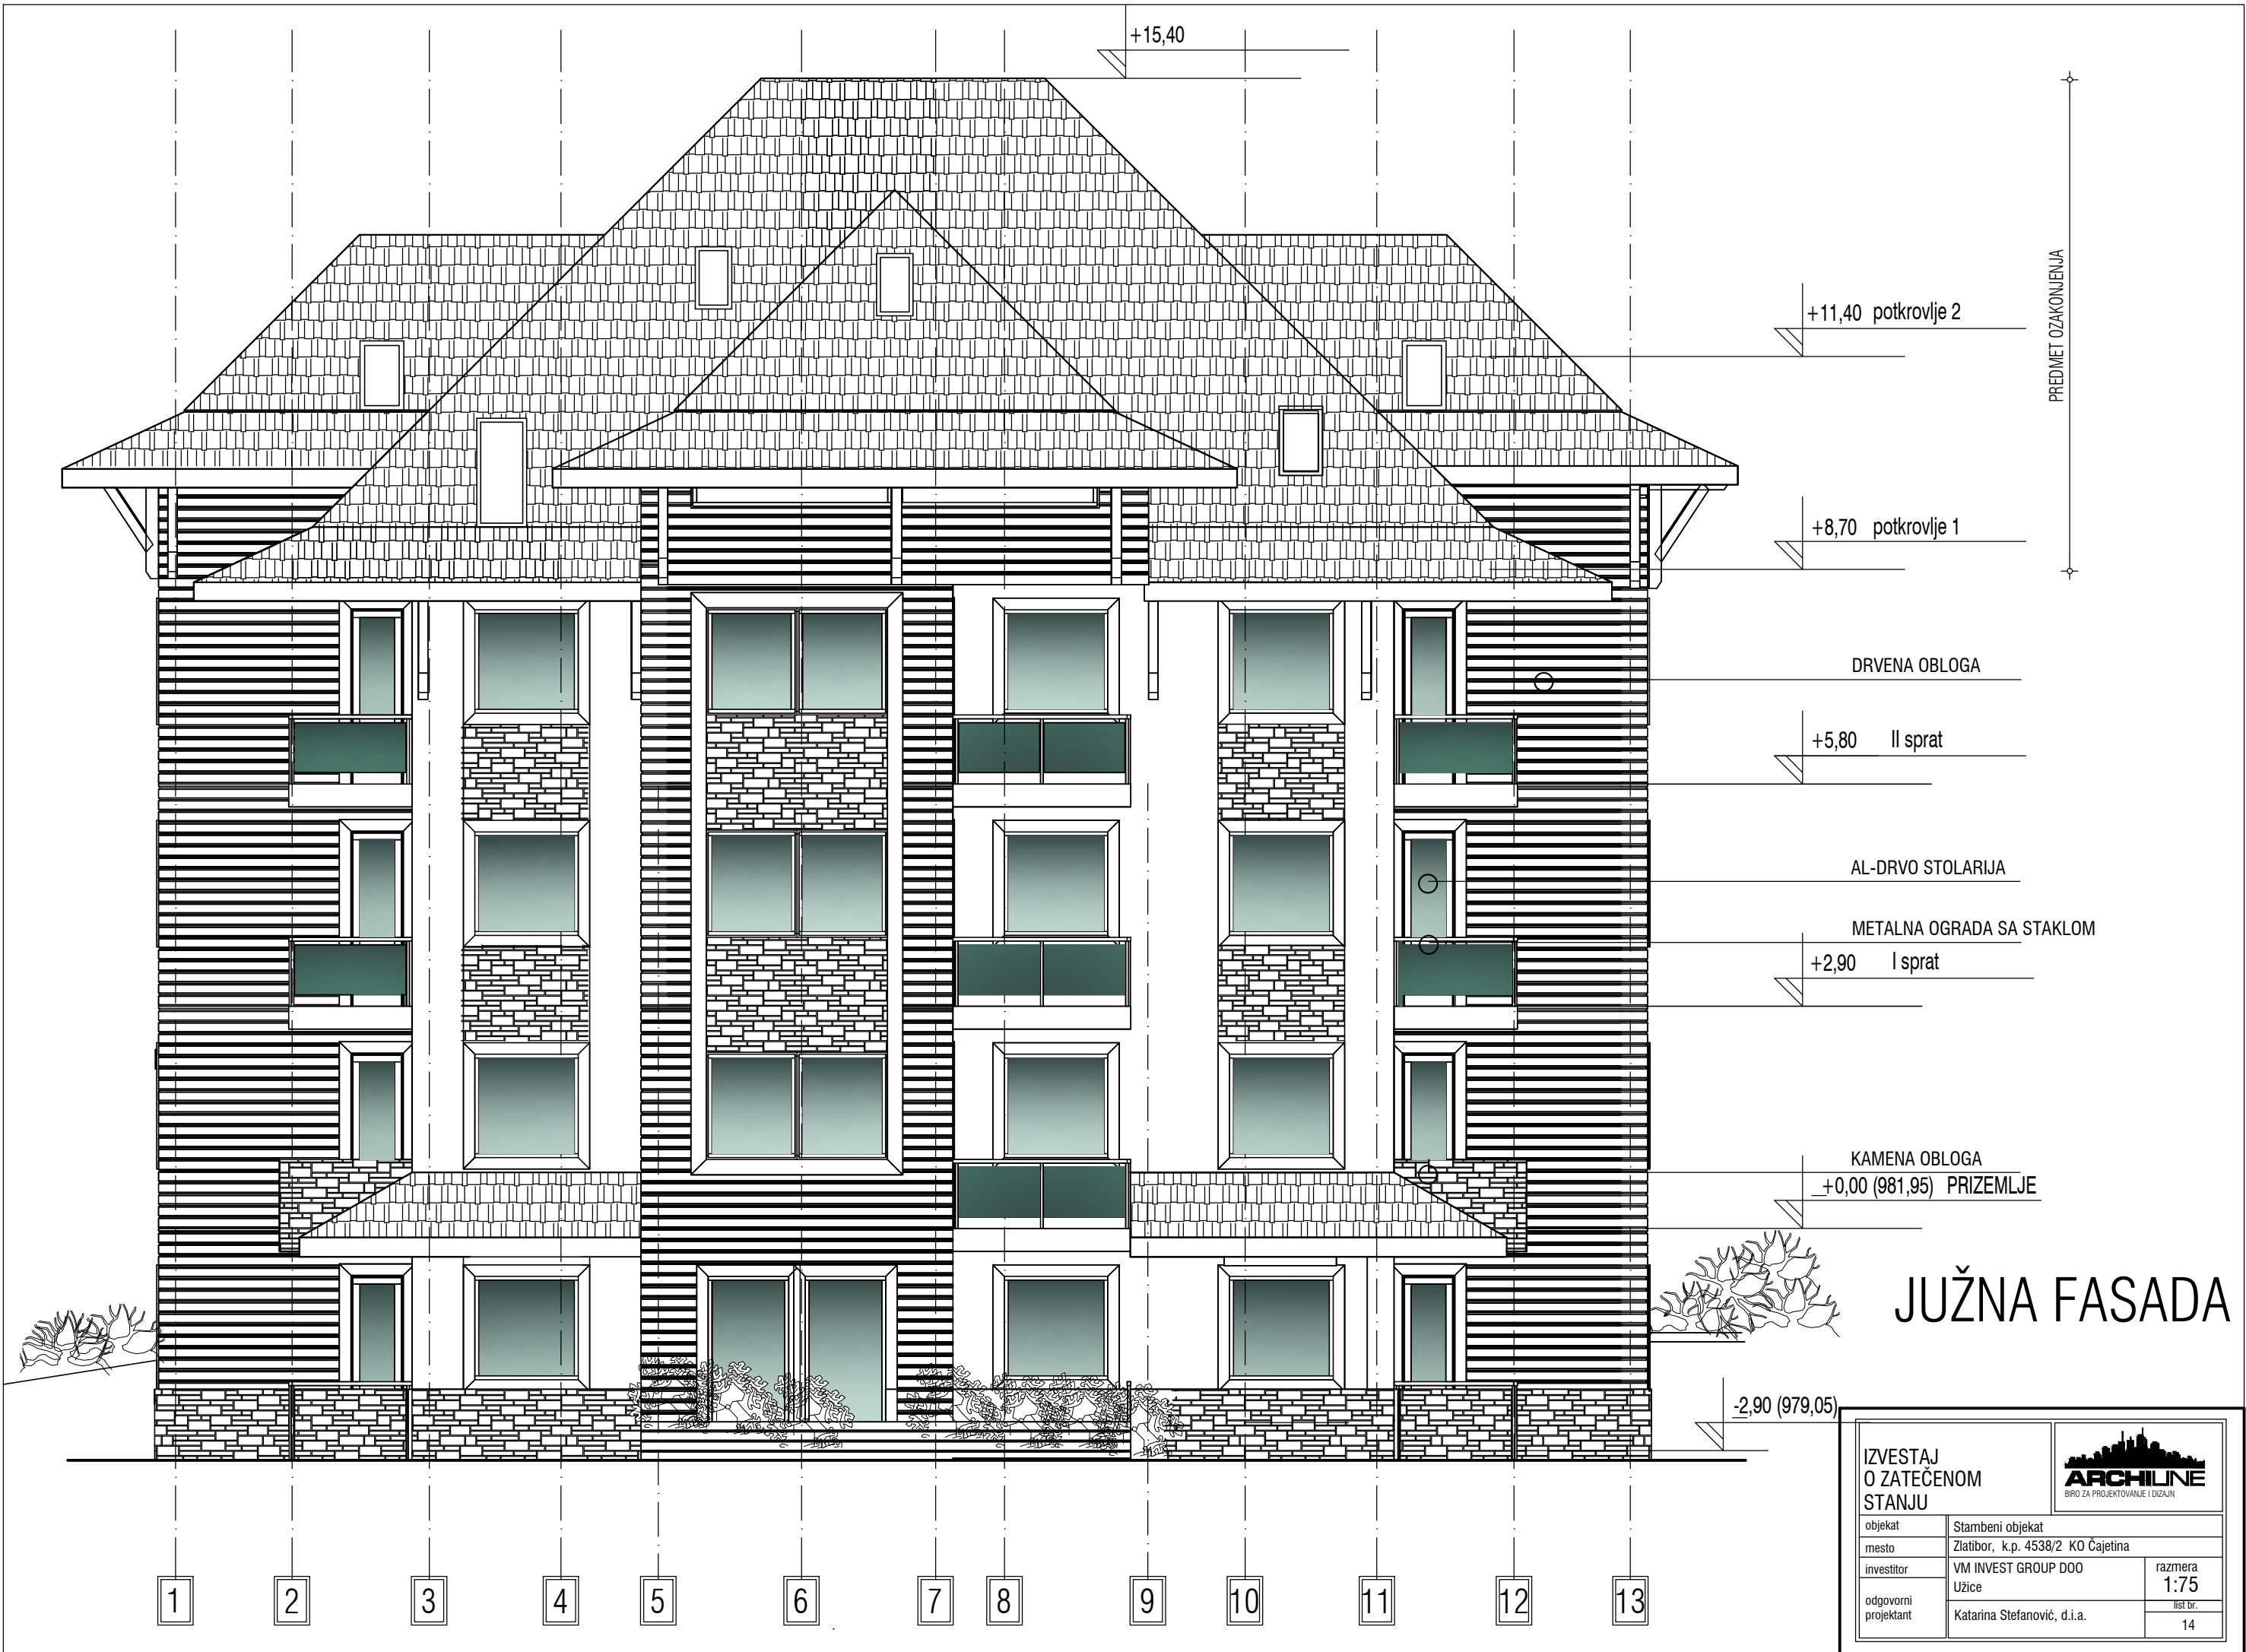 +15,40
PREDMET OZAKONJENJA
+11,40 potkrovlje 2
+8,70 potkrovlje 1
DRVENA OBLOGA
+5,80 II sprat
AL-DRVO STOLARIJA
METALNA OGRADA SA STAKLOM
+2,90 I sprat
KAMENA OBLOGA
+0,00 (981,95) PRIZEMLJE
JUŽNA FASADA
-2,90 (979,05)
IZVESTAJ
O ZATEČENOM
STANJU
ARCHILINE
BIRO ZA PROJEKTOVANJE I DIZAJN
objekat Stambeni objekat
mesto Zlatibor, k.p. 4538/2 KO Čajetina
investitor VM INVEST GROUP DOO
Užice
razmera
1:75
odgovorni
projektant
Katarina Stefanović, d.i.a.
list br.
14
1 2 3 4 5 6 7 8 9 10 11 12 13